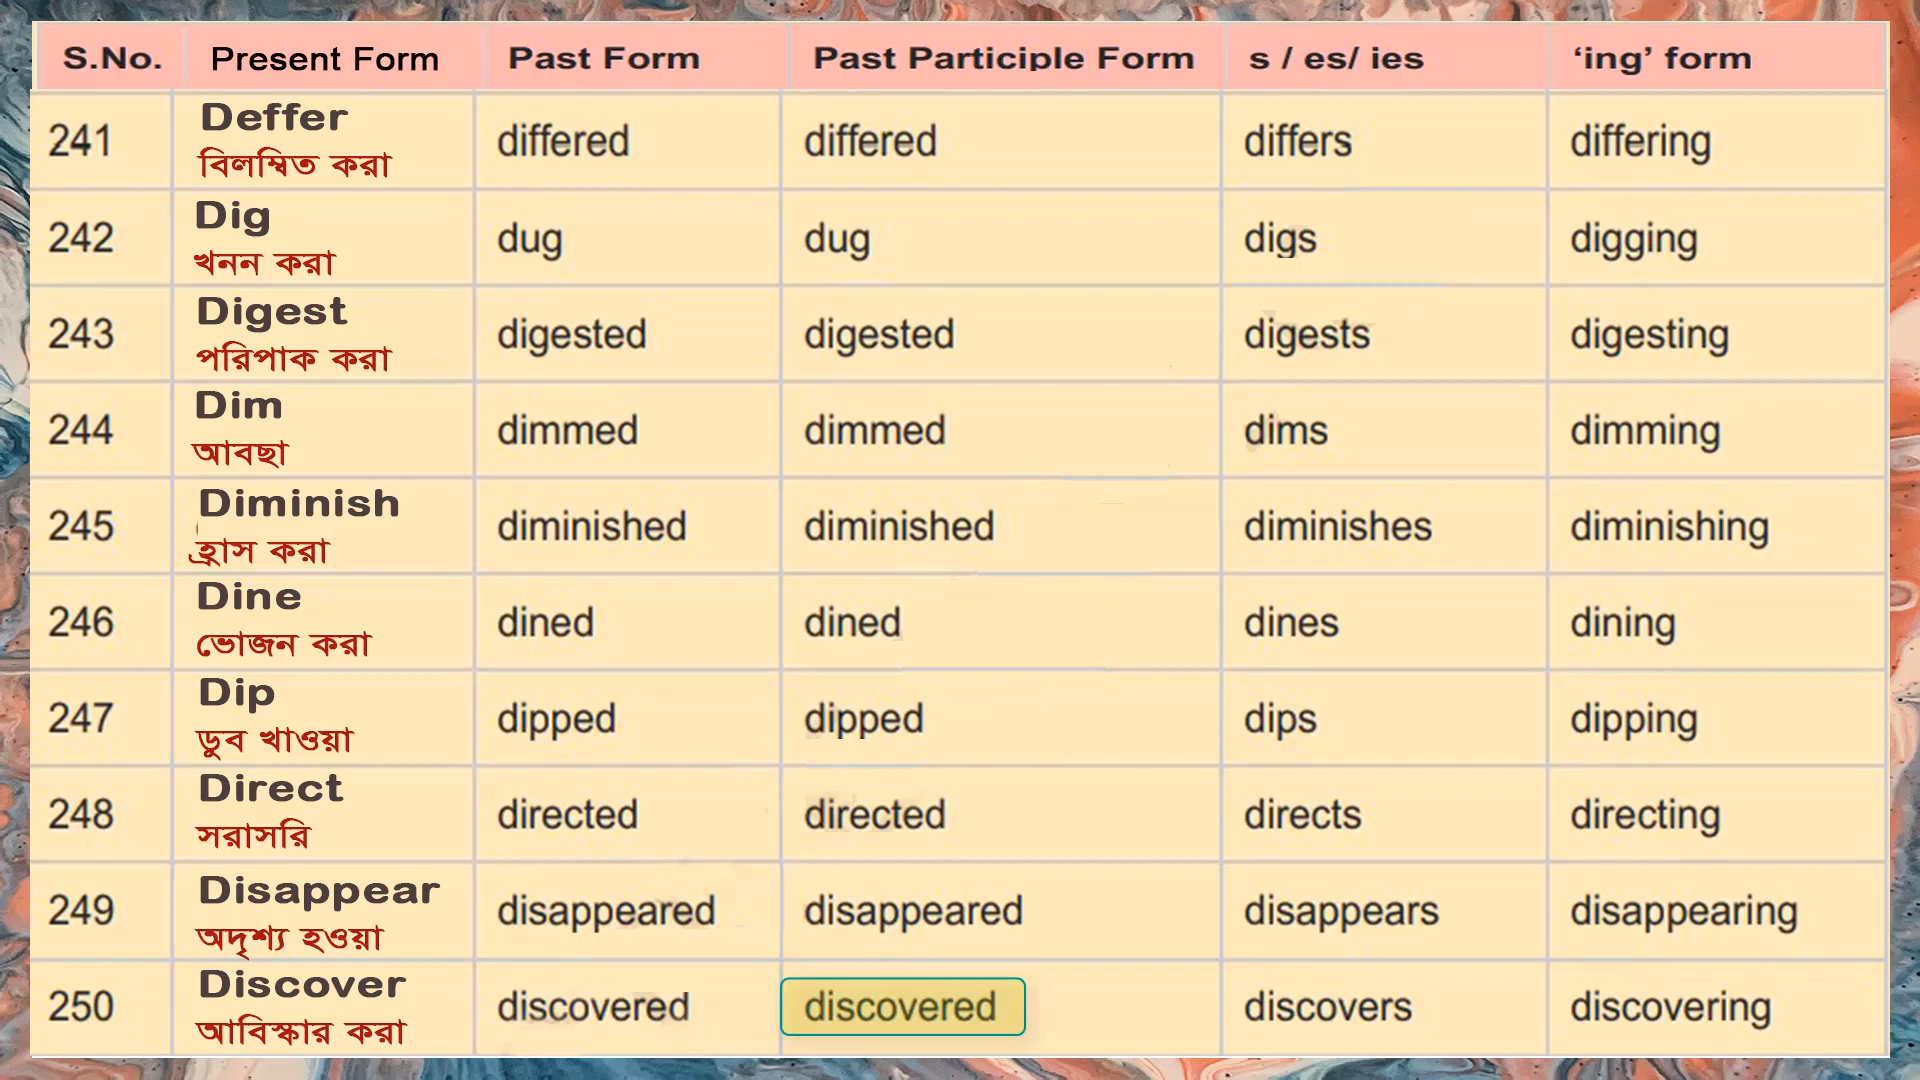 S.No. Present Form Past Form Past Participle Form s / es/ ies ‘ing’ form
241 Deffer differed differed differs differing
বিলম্বিত করা
242 Dig dug dug digs digging
খনন করা
243 Digest digested digested digests digesting
পরিপাক করা
244 Dim dimmed dimmed dims dimming
আবছা
245 Diminish diminished diminished diminishes diminishing
হ্রাস করা
246 Dine dined dined dines dining
ভোজন করা
247 Dip dipped dipped dips dipping
ডুব খাওয়া
248 Direct directed directed directs directing
সরাসরি
249 Disappear disappeared disappeared disappears disappearing
অদৃশ্য হওয়া
250 Discover discovered discovered discovers discovering
আবিস্কার করা